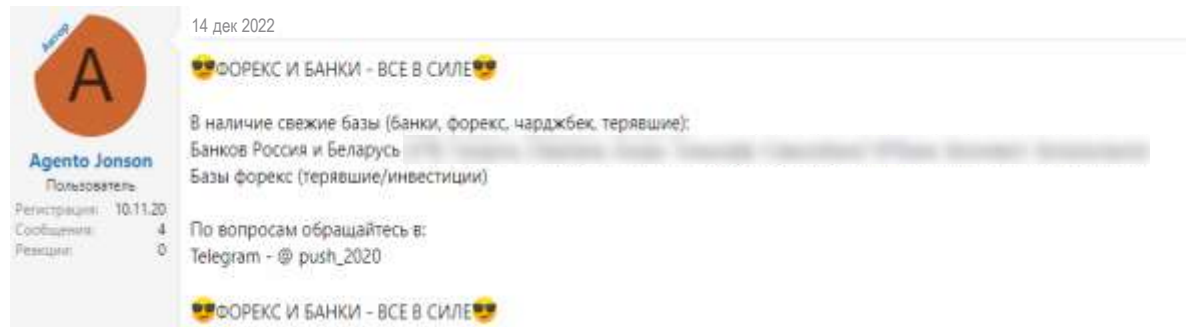 Автор
A
Agento Jonson
Пользователь
Регистрация: 10.11.20
Сообщения: 4
Реакции: 0
14 дек 2022
😎ФОРЕКС И БАНКИ - ВСЕ В СИЛЕ😎
В наличие свежие базы (банки, форекс, чарджбек, терявшие):
Банков Россия и Беларусь
Базы форекс (терявшие/инвестиции)
По вопросам обращайтесь в:
Telegram - @ push_2020
😎ФОРЕКС И БАНКИ - ВСЕ В СИЛЕ😎